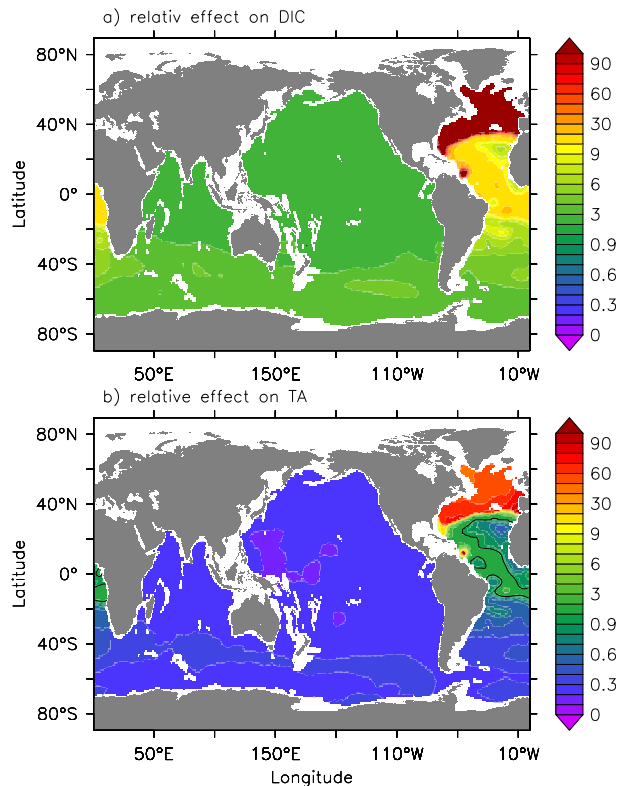 a) relativ effect on DIC
80°N
40°N
0°
40°S
80°S
Latitude
50°E 150°E 110°W 10°W
90
60
30
9
6
3
0.9
0.6
0.3
0
b) relative effect on TA
80°N
40°N
0°
40°S
80°S
Latitude
50°E 150°E 110°W 10°W
Longitude
90
60
30
9
6
3
0.9
0.6
0.3
0